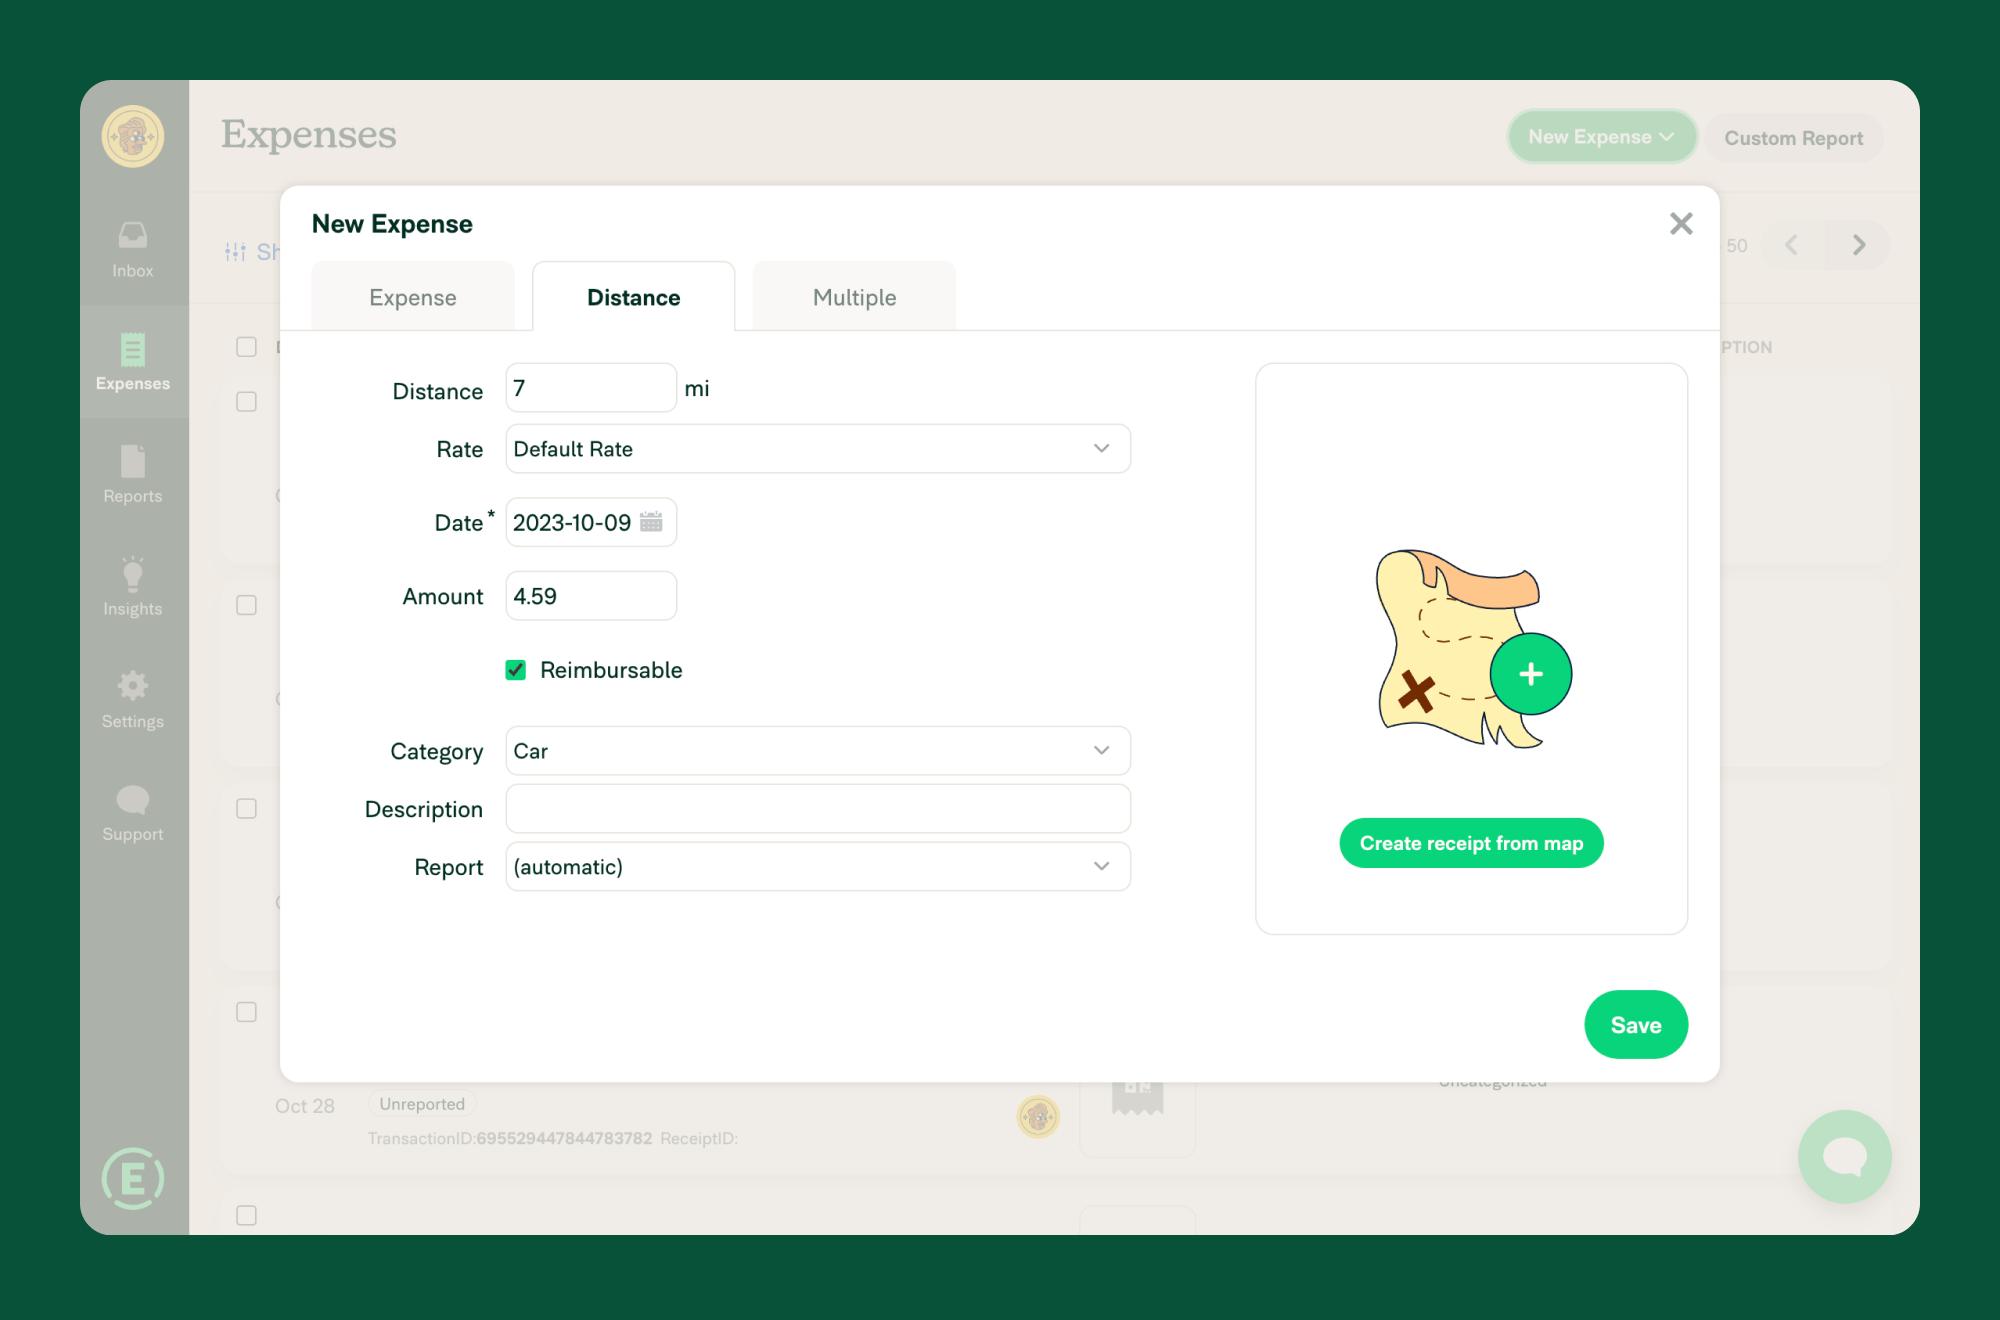 Expenses
New Expense
Custom Report
Inbox
Expenses
Reports
Insights
Settings
Support
50
New Expense
Expense
Distance
Multiple
Distance
7
mi
Rate
Default Rate
Date*
2023-10-09
Amount
4.59
Reimbursable
Category
Car
Description
Report
(automatic)
Create receipt from map
Save
Oct 28
Unreported
TransactionID:695529447844783782 ReceiptID:
Uncategorized
E